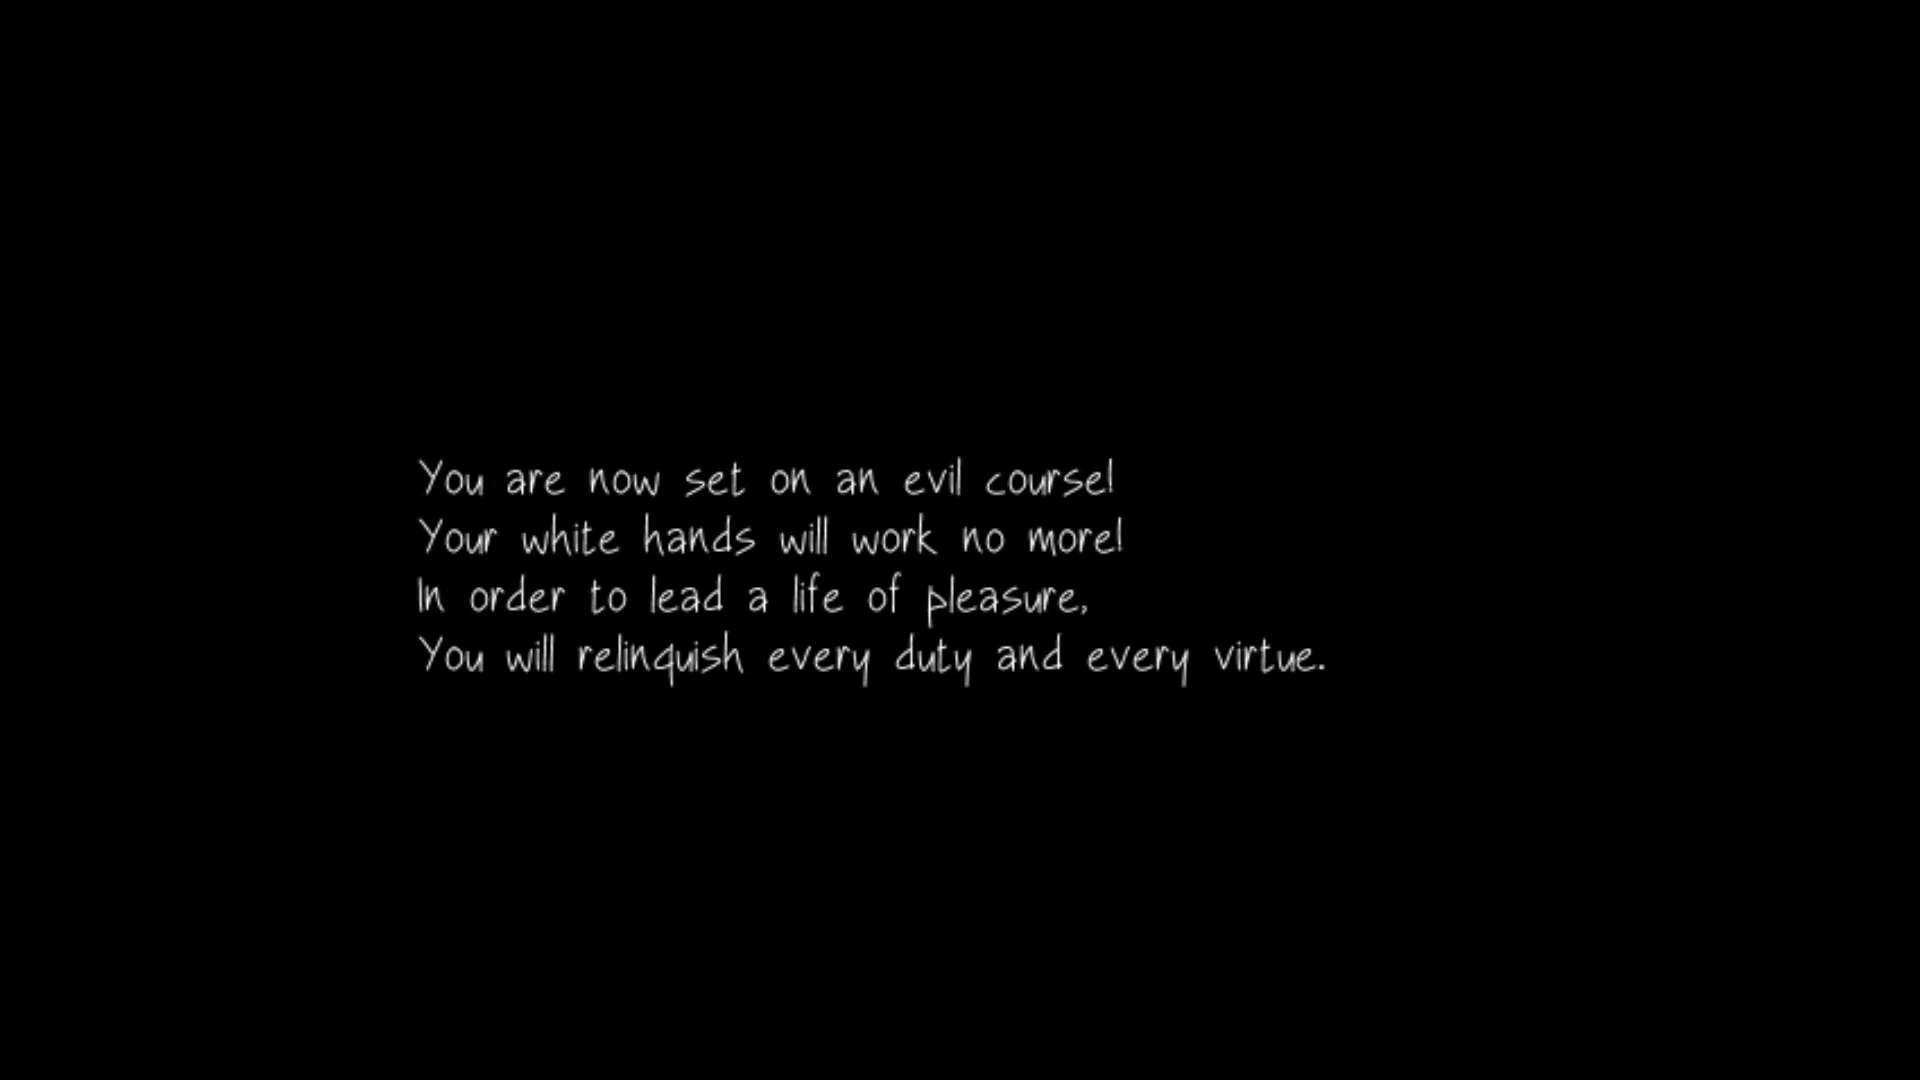 You are now set on an evil course!
Your white hands will work no more!
In order to lead a life of pleasure,
You will relinquish every duty and every virtue.